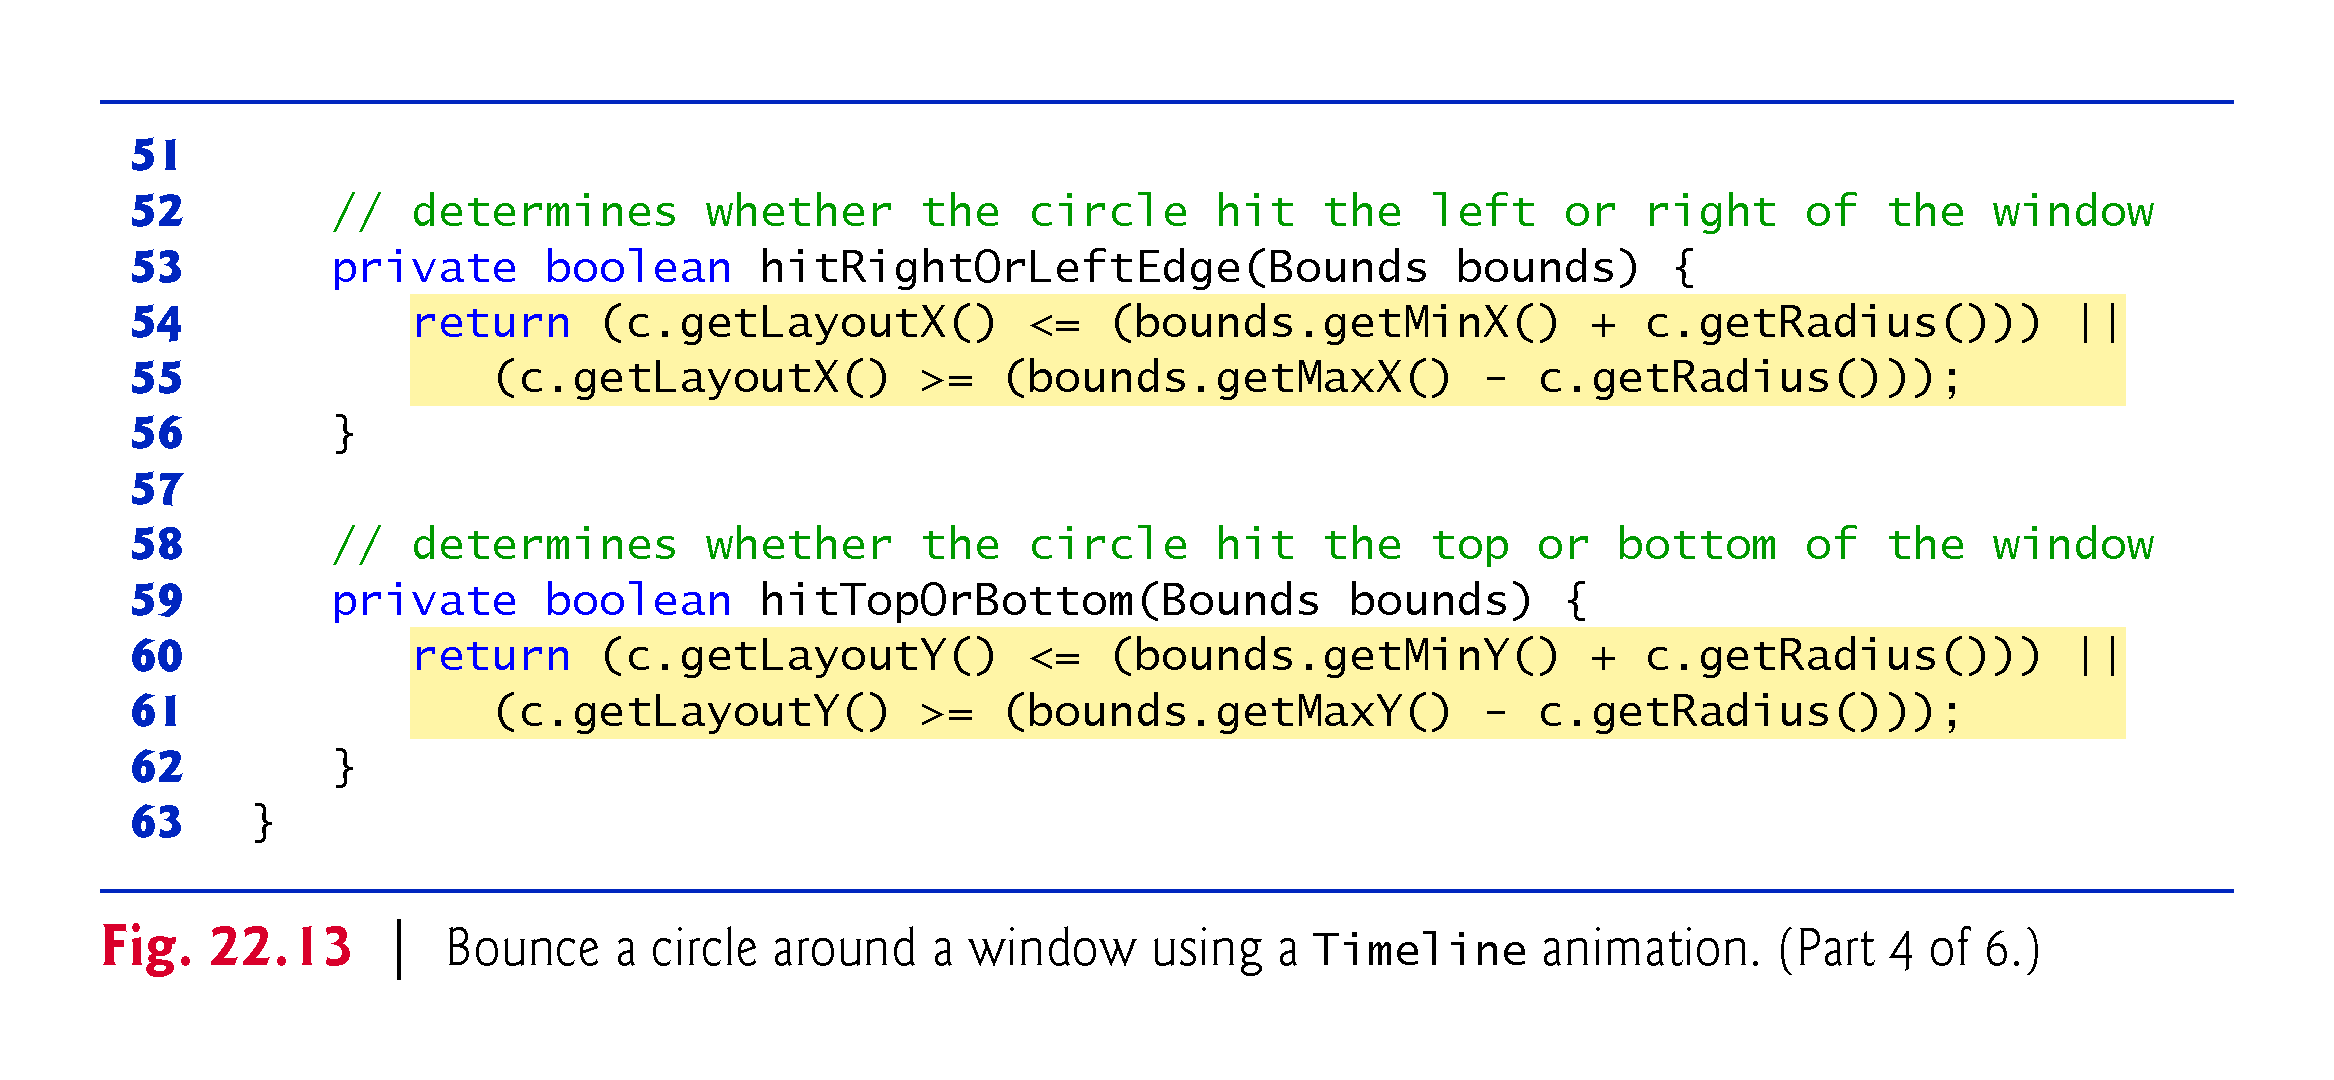 51
52 // determines whether the circle hit the left or right of the window
53 private boolean hitRightOrLeftEdge(Bounds bounds) {
54 return (c.getLayoutX() <= (bounds.getMinX() + c.getRadius())) ||
55 (c.getLayoutX() >= (bounds.getMaxX() - c.getRadius()));
56 }
57
58 // determines whether the circle hit the top or bottom of the window
59 private boolean hitTopOrBottom(Bounds bounds) {
60 return (c.getLayoutY() <= (bounds.getMinY() + c.getRadius())) ||
61 (c.getLayoutY() >= (bounds.getMaxY() - c.getRadius()));
62 }
63 }
Fig. 22.13 | Bounce a circle around a window using a Timeline animation. (Part 4 of 6.)